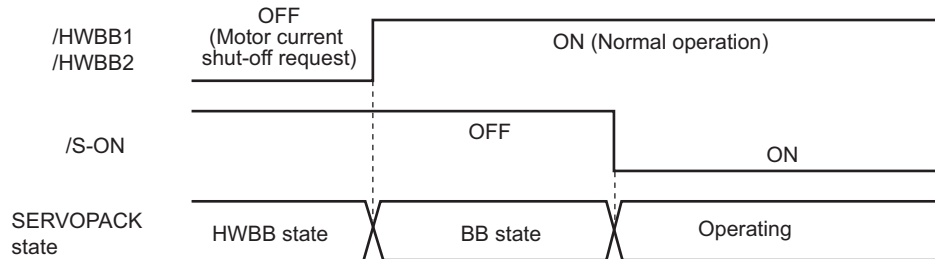 OFF
(Motor current
shut-off request)
/HWBB1
/HWBB2
ON (Normal operation)
/S-ON
OFF
ON
SERVOPACK
state
HWBB state
BB state
Operating